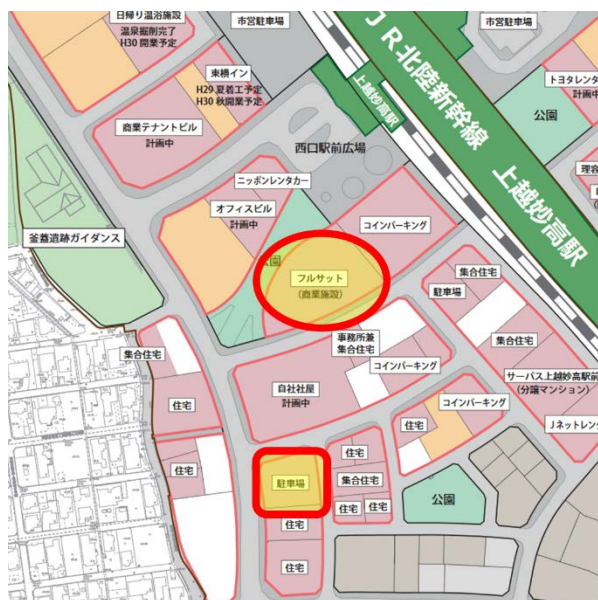 日帰り温浴施設
温泉掘削完了
H30 開業予定
市営駐車場
市営駐車場
JR北陸新幹線 上越妙高駅
上越妙高駅
東横イン
H29 夏着工予定
H30 秋開業予定
トヨタレンタ
計画中
公園
商業テナントビル
計画中
西口駅前広場
理容
ニッポンレンタカー
オフィスビル
計画中
コインパーキング
釜蓋遺跡ガイダンス
公園
フルサット
(商業施設)
集合住宅
駐車場
集合住宅
事務所兼
集合住宅
コインパーキング
集合住宅
サーパス上越妙高駅前
(分譲マンション)
自社社屋
計画中
住宅
コインパーキング
住宅
Jネットレン
住宅
住宅
駐車場
集合住宅
公園
住宅
住宅
住宅
住宅